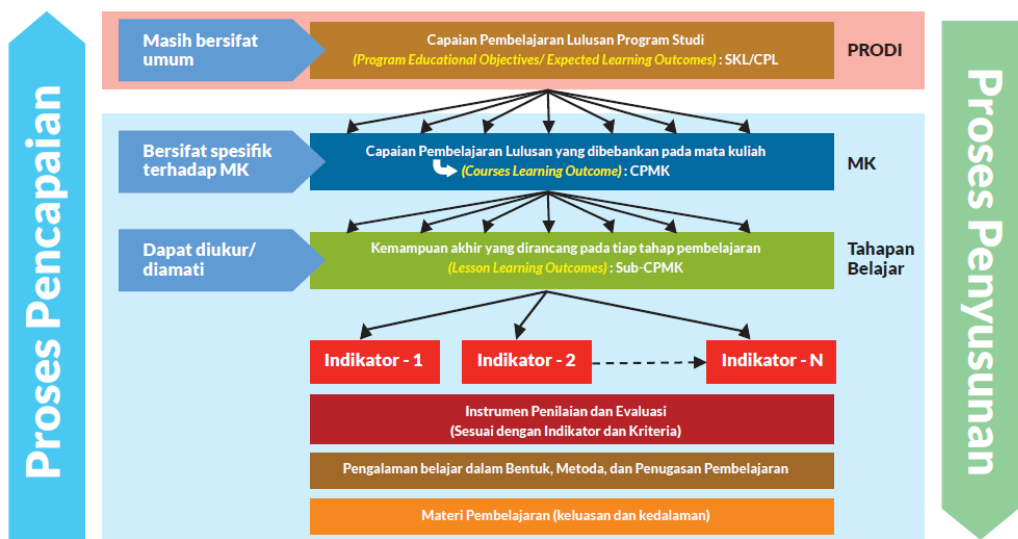 Proses Pencapaian
Masih bersifat
umum
Capaian Pembelajaran Lulusan Program Studi
(Program Educational Objectives/ Expected Learning Outcomes) : SKL/CPL
PRODI
Bersifat spesifik
terhadap MK
Capaian Pembelajaran Lulusan yang dibebankan pada mata kuliah
(Courses Learning Outcome) : CPMK
MK
Dapat diukur/
diamati
Kemampuan akhir yang dirancang pada tiap tahap pembelajaran
(Lesson Learning Outcomes) : Sub-CPMK
Tahapan
Belajar
Indikator - 1
Indikator - 2
Indikator - N
Instrumen Penilaian dan Evaluasi
(Sesuai dengan Indikator dan Kriteria)
Pengalaman belajar dalam Bentuk, Metoda, dan Penugasan Pembelajaran
Materi Pembelajaran (keluasan dan kedalaman)
Proses Penyusunan